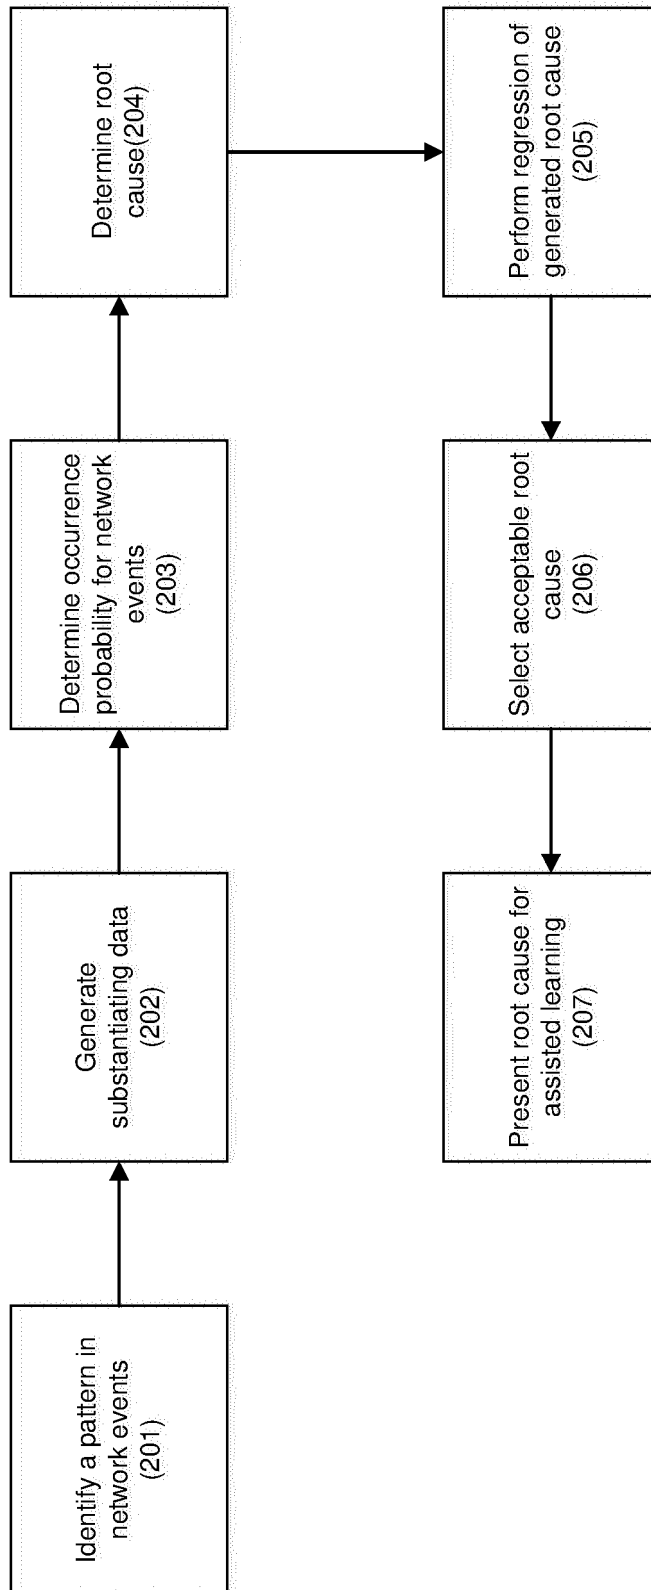 Identify a pattern in
network events
(201)
Generate
substantiating data
(202)
Determine occurrence
probability for network
events
(203)
Determine root
cause(204)
Perform regression of
generated root cause
(205)
Select acceptable root
cause
(206)
Present root cause for
assisted learning
(207)